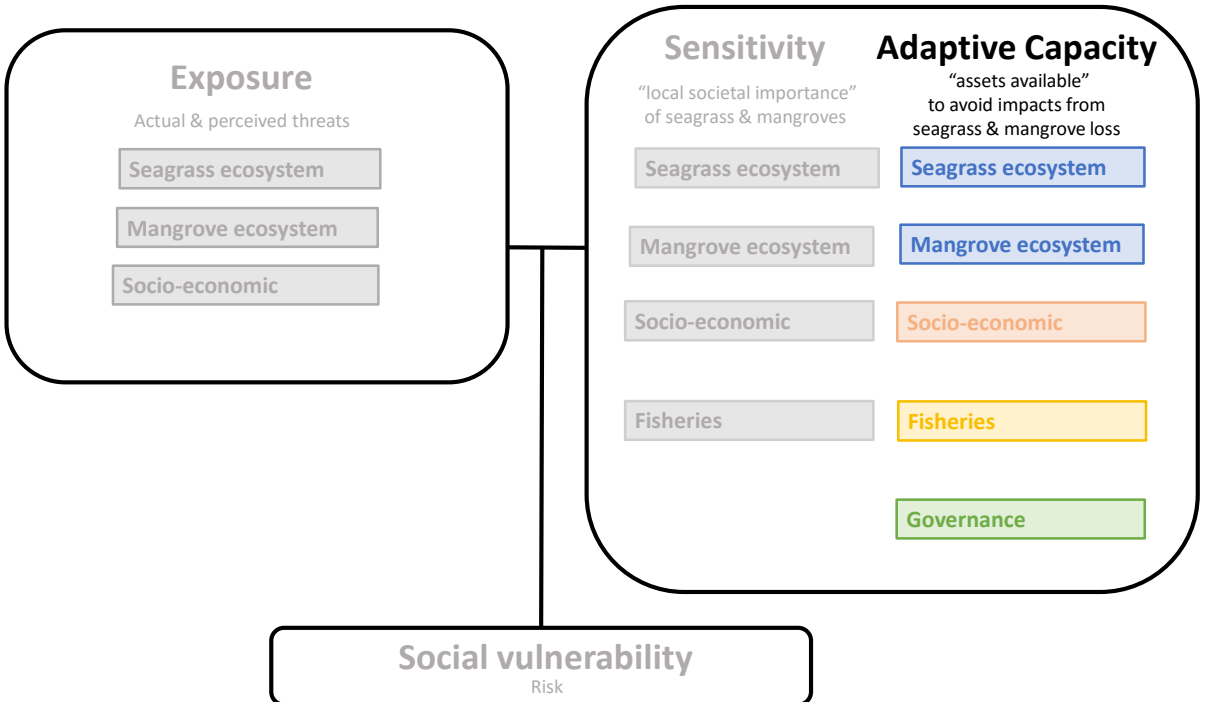 Exposure
Actual & perceived threats
Seagrass ecosystem
Mangrove ecosystem
Socio-economic
Sensitivity
“local societal importance”
of seagrass & mangroves
Seagrass ecosystem
Mangrove ecosystem
Socio-economic
Fisheries
Adaptive Capacity
“assets available”
to avoid impacts from
seagrass & mangrove loss
Seagrass ecosystem
Mangrove ecosystem
Socio-economic
Fisheries
Governance
Social vulnerability
Risk